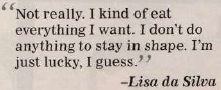 “Not really. I kind of eat
everything I want. I don't do
anything to stay in shape. I'm
just lucky, I guess.”
–Lisa da Silva